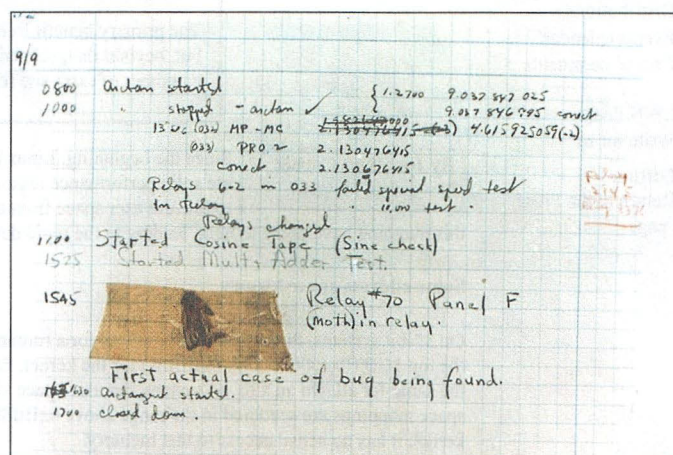 9/9
0800 Antan started
1000 " stopped - antan ✓ { 1.2700 9.037 847 025
9.037 846 995 conect
13"uc (032) MP-MC 2.130476415 4.615925059(-2)
(033) PRO 2 2.130476415
conect 2.130676415
Relays 6-2 in 033 failed special speed test
In Relay " 11,000 test "
Relay 2145
Relays changed
1100 Started Cosine Tape (Sine check)
1525 Started Mult+Adder Test.
1545 Relay #70 Panel F
(moth) in relay.
First actual case of bug being found.
1630 antangent started.
1700 closed down.